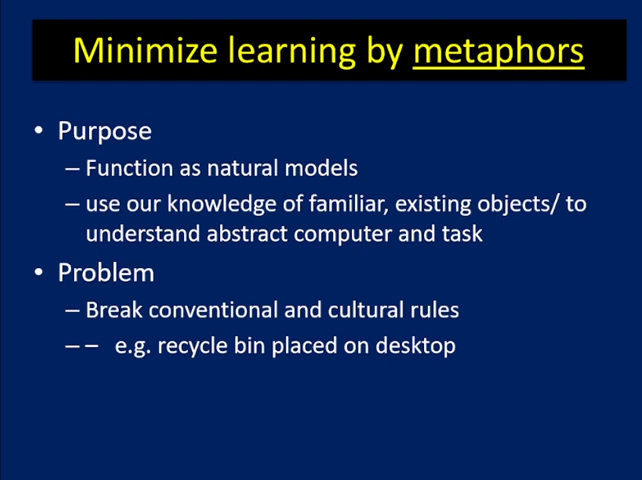 Minimize learning by metaphors
• Purpose
– Function as natural models
– use our knowledge of familiar, existing objects/ to
understand abstract computer and task
• Problem
– Break conventional and cultural rules
– – e.g. recycle bin placed on desktop